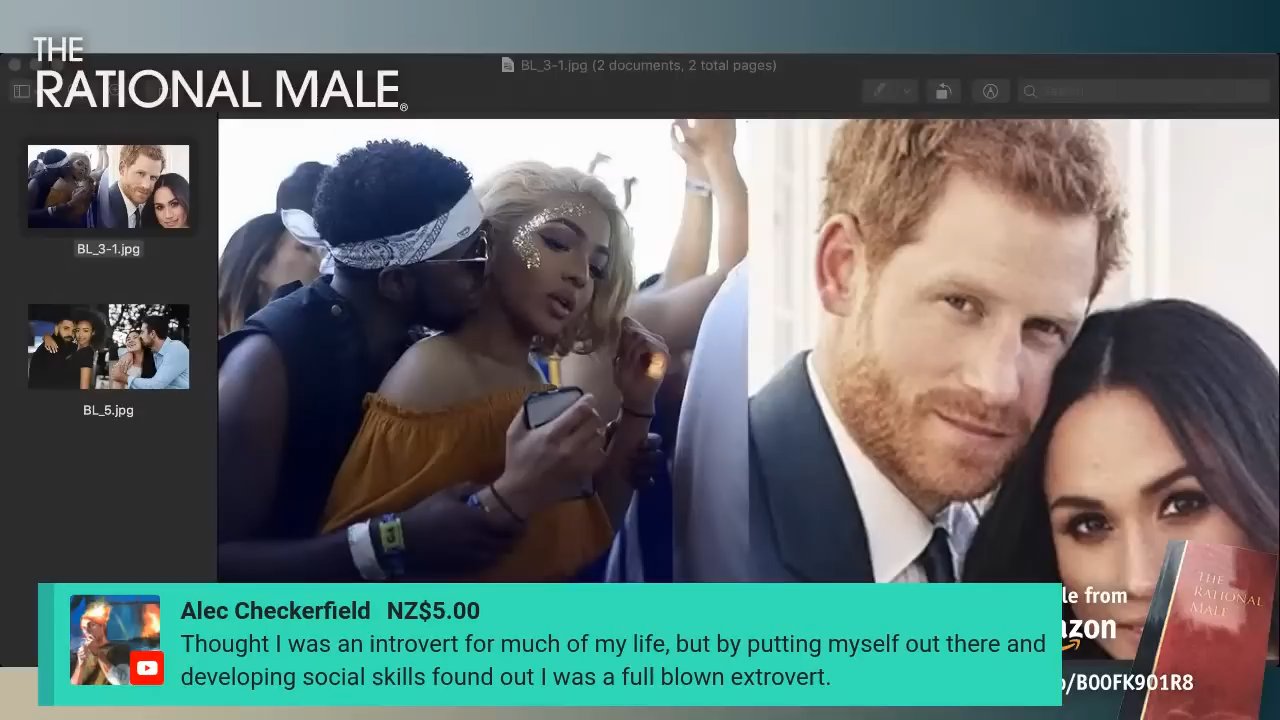 THE
RATIONAL MALE®
BL_3-1.jpg (2 documents, 2 total pages)
BL_3-1.jpg
BL_5.jpg
G4
Alec Checkerfield NZ$5.00
Thought I was an introvert for much of my life, but by putting myself out there and
developing social skills found out I was a full blown extrovert.
le from
azon
o/B00FK901R8
THE
RATIONAL
MALE